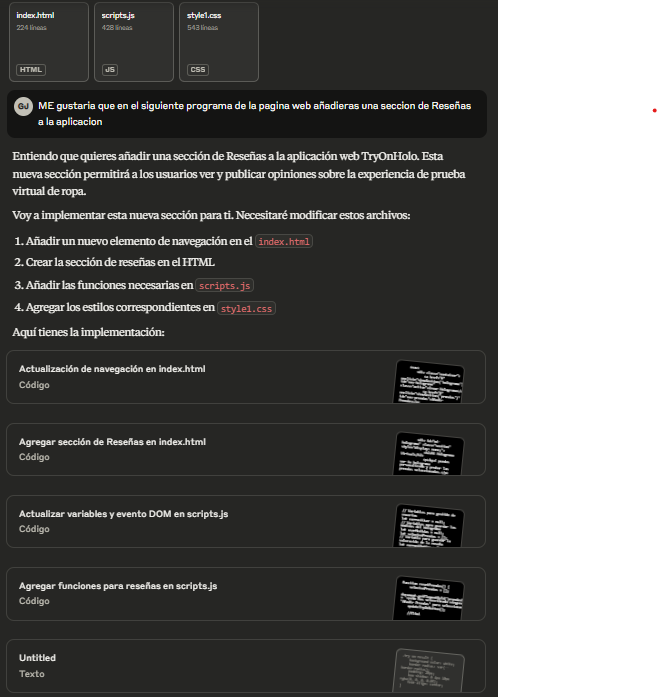 index.html
scripts.js
style1.css
224 líneas
428 líneas
543 líneas
HTML
JS
CSS
GJ
ME gustaria que en el siguiente programa de la pagina web añadieras una seccion de Reseñas
a la aplicacion
Entiendo que quieres añadir una sección de Reseñas a la aplicación web TryOnHolo. Esta
nueva sección permitirá a los usuarios ver y publicar opiniones sobre la experiencia de prueba
virtual de ropa.
Voy a implementar esta nueva sección para ti. Necesitaré modificar estos archivos:
1. Añadir un nuevo elemento de navegación en el index.html
2. Crear la sección de reseñas en el HTML
3. Añadir las funciones necesarias en scripts.js
4. Agregar los estilos correspondientes en style1.css
Aquí tienes la implementación:
Actualización de navegación en index.html
Código
Agregar sección de Reseñas en index.html
Código
Actualizar variables y evento DOM en scripts.js
Código
Agregar funciones para reseñas en scripts.js
Código
Untitled
Texto